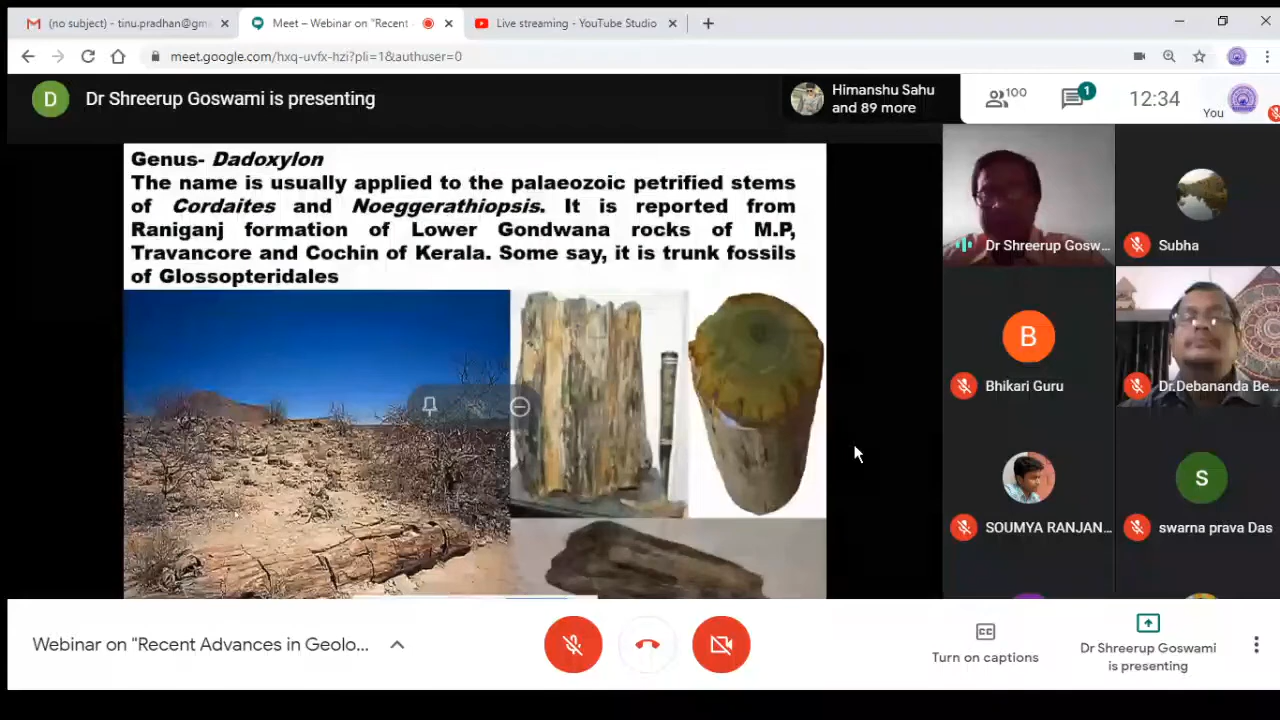 (no subject) - tinu.pradhan@gm
Meet – Webinar on "Recent
Live streaming - YouTube Studio
meet.google.com/hxq-uvfx-hzi?pli=1&authuser=0
D
Dr Shreerup Goswami is presenting
Himanshu Sahu
and 89 more
100
1
12:34
You
Genus- Dadoxylon
The name is usually applied to the palaeozoic petrified stems
of Cordaites and Noeggerathiopsis. It is reported from
Raniganj formation of Lower Gondwana rocks of M.P,
Travancore and Cochin of Kerala. Some say, it is trunk fossils
of Glossopteridales
Dr Shreerup Gosw...
Subha
B
Bhikari Guru
Dr.Debananda Be...
SOUMYA RANJAN...
S
swarna prava Das
Webinar on "Recent Advances in Geolo...
Turn on captions
Dr Shreerup Goswami
is presenting